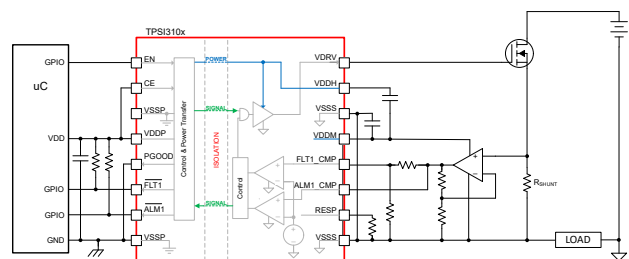 TPSI310x
uC
GPIO
VDD
GPIO
GPIO
GND
EN
CE
VSSP
VDDP
PGOOD
FLT1
ALM1
VSSP
Control & Power Transfer
POWER
SIGNAL
ISOLATION
SIGNAL
Control
VDRV
VDDH
VSSS
VDDM
FLT1_CMP
ALM1_CMP
RESP
VSSS
RSHUNT
LOAD